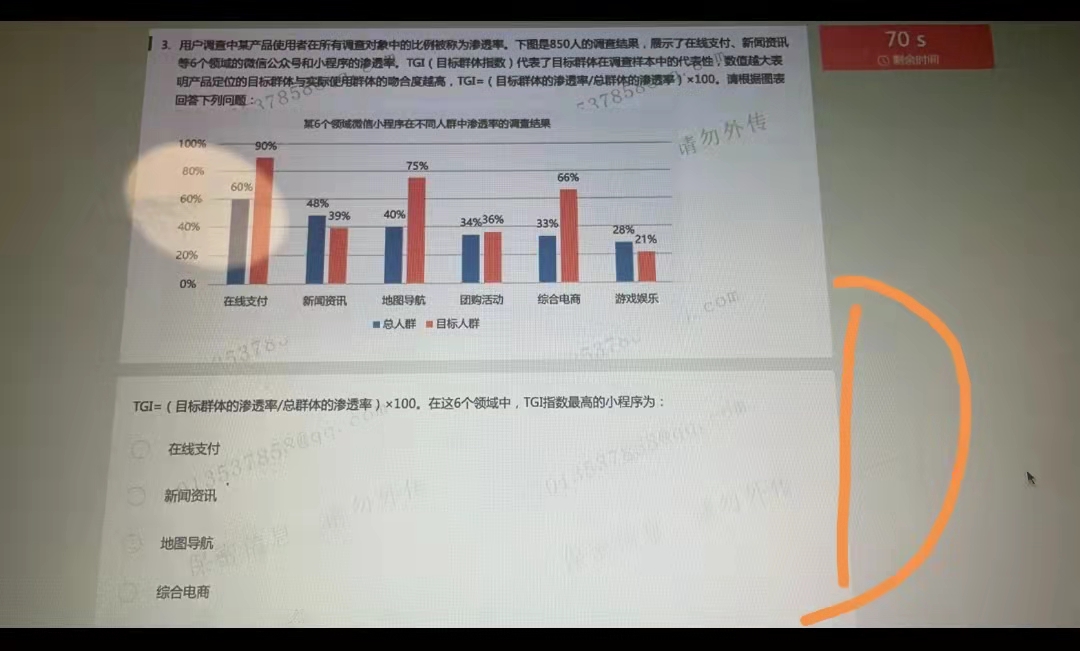 3. 用户调查中某产品使用者在所有调查对象中的比例被称为渗透率。下图是850人的调查结果，展示了在线支付、新闻资讯
等6个领域的微信公众号和小程序的渗透率。TGI（目标群体指数）代表了目标群体在调查样本中的代表性，数值越大表
明产品定位的目标群体与实际使用群体的吻合度越高，TGI=（目标群体的渗透率/总群体的渗透率）×100。请根据图表
回答下列问题：
70 s
剩余时间
请勿外传
某6个领域微信小程序在不同人群中渗透率的调查结果
100%
80%
60%
40%
20%
0%
60% 90%
48% 39%
40% 75%
34% 36%
33% 66%
28% 21%
在线支付 新闻资讯 地图导航 团购活动 综合电商 游戏娱乐
总人群 目标人群
TGI=（目标群体的渗透率/总群体的渗透率）×100。在这6个领域中，TGI指数最高的小程序为：
在线支付
新闻资讯
地图导航
综合电商
请勿外传
保密信息
请勿外传
D